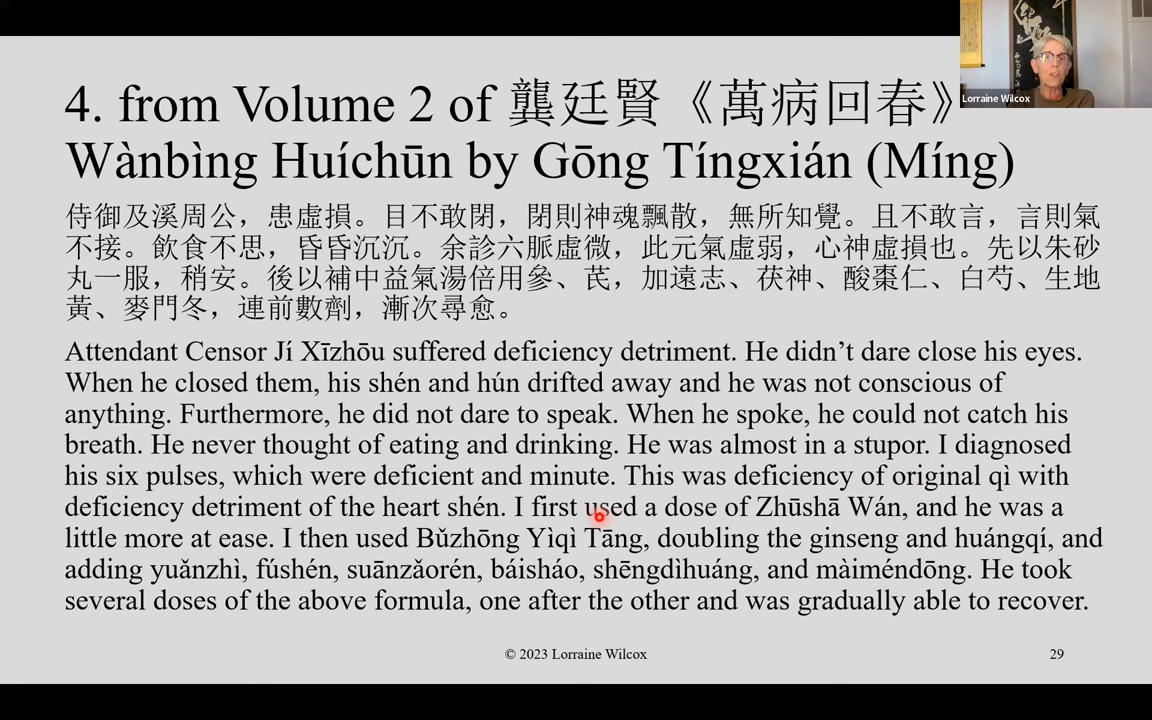 4. from Volume 2 of 龔廷賢《萬病回春》
Wànbìng Huíchūn by Gōng Tíngxián (Míng)
侍御及溪周公，患虛損。目不敢閉，閉則神魂飄散，無所知覺。且不敢言，言則氣
不接。飲食不思，昏昏沉沉。余診六脈虛微，此元氣虛弱，心神虛損也。先以朱砂
丸一服，稍安。後以補中益氣湯倍用參、芪，加遠志、茯神、酸棗仁、白芍、生地
黃、麥門冬，連前數劑，漸次尋愈。
Attendant Censor Jí Xīzhōu suffered deficiency detriment. He didn’t dare close his eyes.
When he closed them, his shén and hún drifted away and he was not conscious of
anything. Furthermore, he did not dare to speak. When he spoke, he could not catch his
breath. He never thought of eating and drinking. He was almost in a stupor. I diagnosed
his six pulses, which were deficient and minute. This was deficiency of original qì with
deficiency detriment of the heart shén. I first used a dose of Zhūshā Wán, and he was a
little more at ease. I then used Bǔzhōng Yìqì Tāng, doubling the ginseng and huángqí, and
adding yuǎnzhì, fúshén, suānzǎorén, báisháo, shēngdìhuáng, and màiméndōng. He took
several doses of the above formula, one after the other and was gradually able to recover.
© 2023 Lorraine Wilcox
29
Lorraine Wilcox